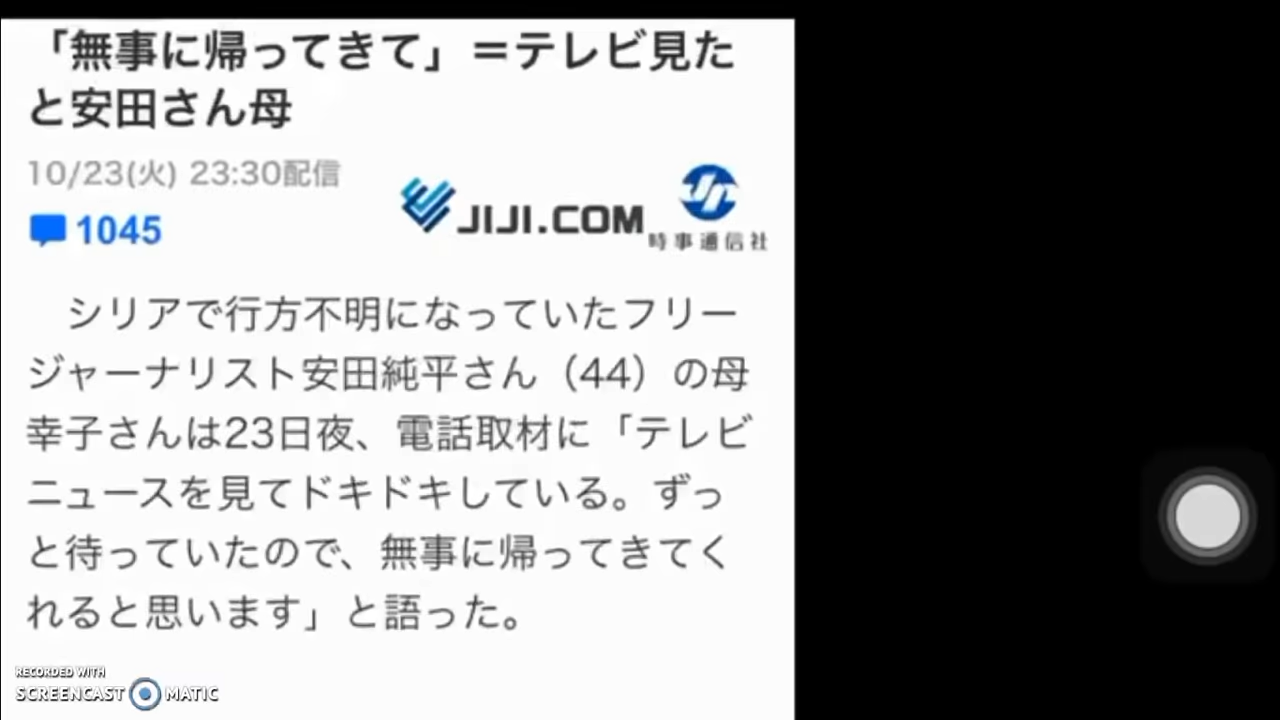 「無事に帰ってきて」＝テレビ見た
と安田さん母
10/23(火) 23:30配信
1045
JIJI.COM
時事通信社
シリアで行方不明になっていたフリー
ジャーナリスト安田純平さん（44）の母
幸子さんは23日夜、電話取材に「テレビ
ニュースを見てドキドキしている。ずっ
と待っていたので、無事に帰ってきてく
れると思います」と語った。
RECORDED WITH
SCREENCAST MATIC